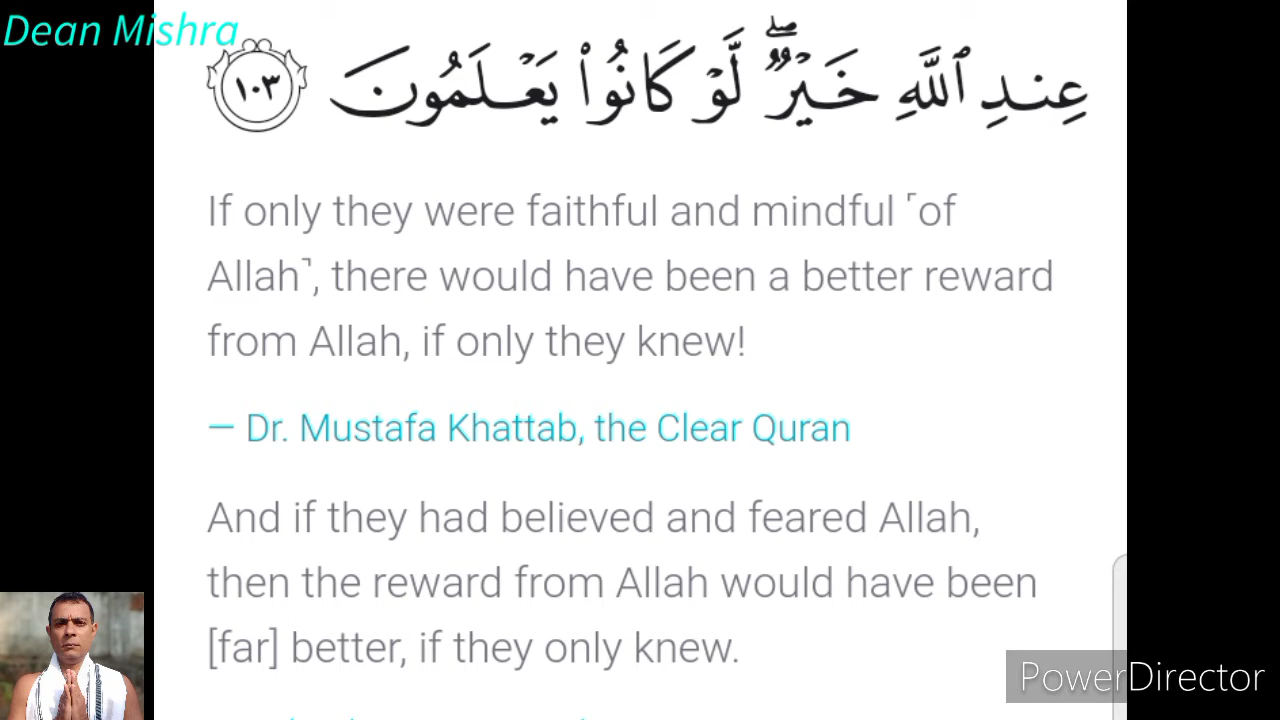 Dean Mishra
عِندِ ٱللَّهِ خَيْرٌۭ ۖ لَّوْ كَانُوا۟ يَعْلَمُونَ ١٠٣
If only they were faithful and mindful ˹of
Allah˺, there would have been a better reward
from Allah, if only they knew!
— Dr. Mustafa Khattab, the Clear Quran
And if they had believed and feared Allah,
then the reward from Allah would have been
[far] better, if they only knew.
PowerDirector